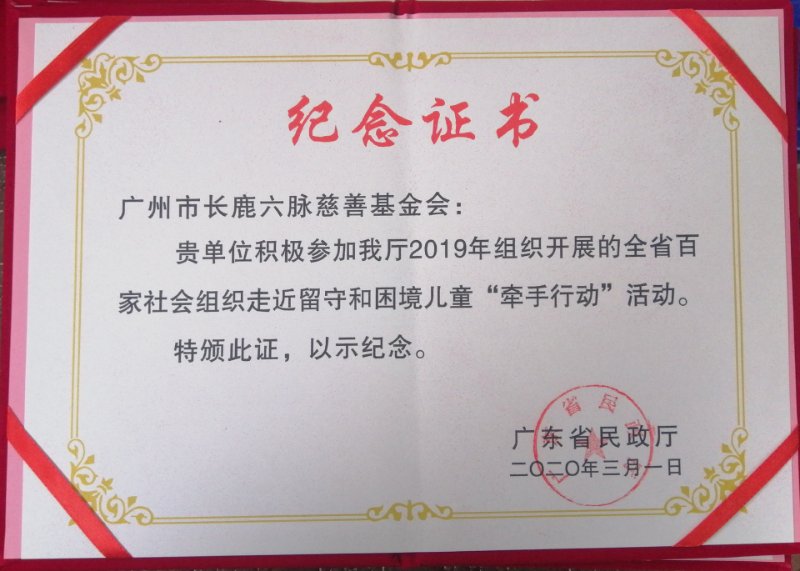 纪念证书
广州市长鹿六脉慈善基金会：
贵单位积极参加我厅2019年组织开展的全省百
家社会组织走近留守和困境儿童“牵手行动”活动。
特颁此证，以示纪念。
广东省民政厅
二〇二〇年三月一日